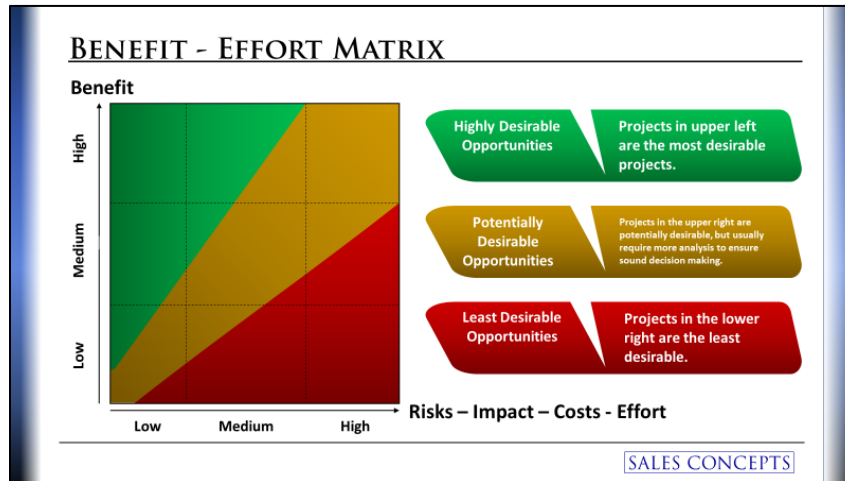 BENEFIT - EFFORT MATRIX
Benefit
High
Medium
Low
Low
Medium
High
Risks – Impact – Costs - Effort
Highly Desirable
Opportunities
Projects in upper left
are the most desirable
projects.
Potentially
Desirable
Opportunities
Projects in the upper right are
potentially desirable, but usually
require more analysis to ensure
sound decision making.
Least Desirable
Opportunities
Projects in the lower
right are the least
desirable.
SALES CONCEPTS